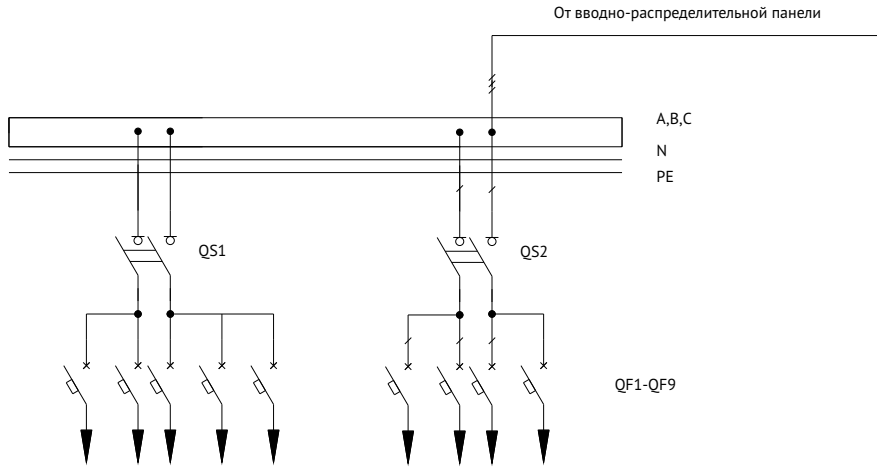 От вводно-распределительной панели
A,B,C
N
PE
QS1
QS2
QF1-QF9